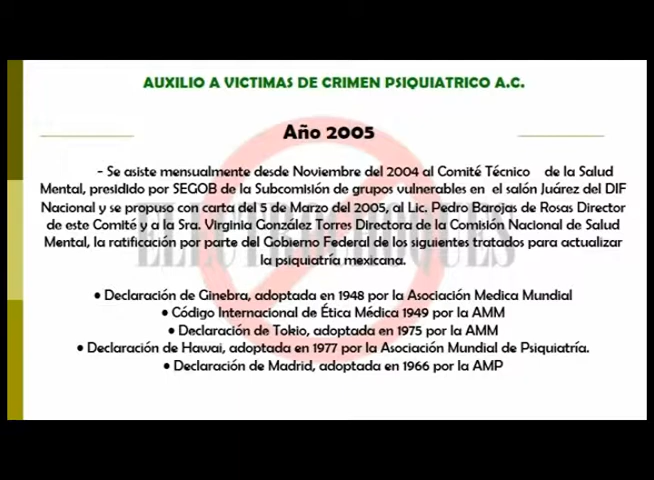 AUXILIO A VICTIMAS DE CRIMEN PSIQUIATRICO A.C.
Año 2005
- Se asiste mensualmente desde Noviembre del 2004 al Comité Técnico de la Salud
Mental, presidido por SEGOB de la Subcomisión de grupos vulnerables en el salón Juárez del DIF
Nacional y se propuso con carta del 5 de Marzo del 2005, al Lic. Pedro Barojas de Rosas Director
de este Comité y a la Sra. Virginia González Torres Directora de la Comisión Nacional de Salud
Mental, la ratificación por parte del Gobierno Federal de los siguientes tratados para actualizar
la psiquiatría mexicana.
• Declaración de Ginebra, adoptada en 1948 por la Asociación Medica Mundial
• Código Internacional de Ética Médica 1949 por la AMM
• Declaración de Tokio, adoptada en 1975 por la AMM
• Declaración de Hawai, adoptada en 1977 por la Asociación Mundial de Psiquiatría.
• Declaración de Madrid, adoptada en 1966 por la AMP